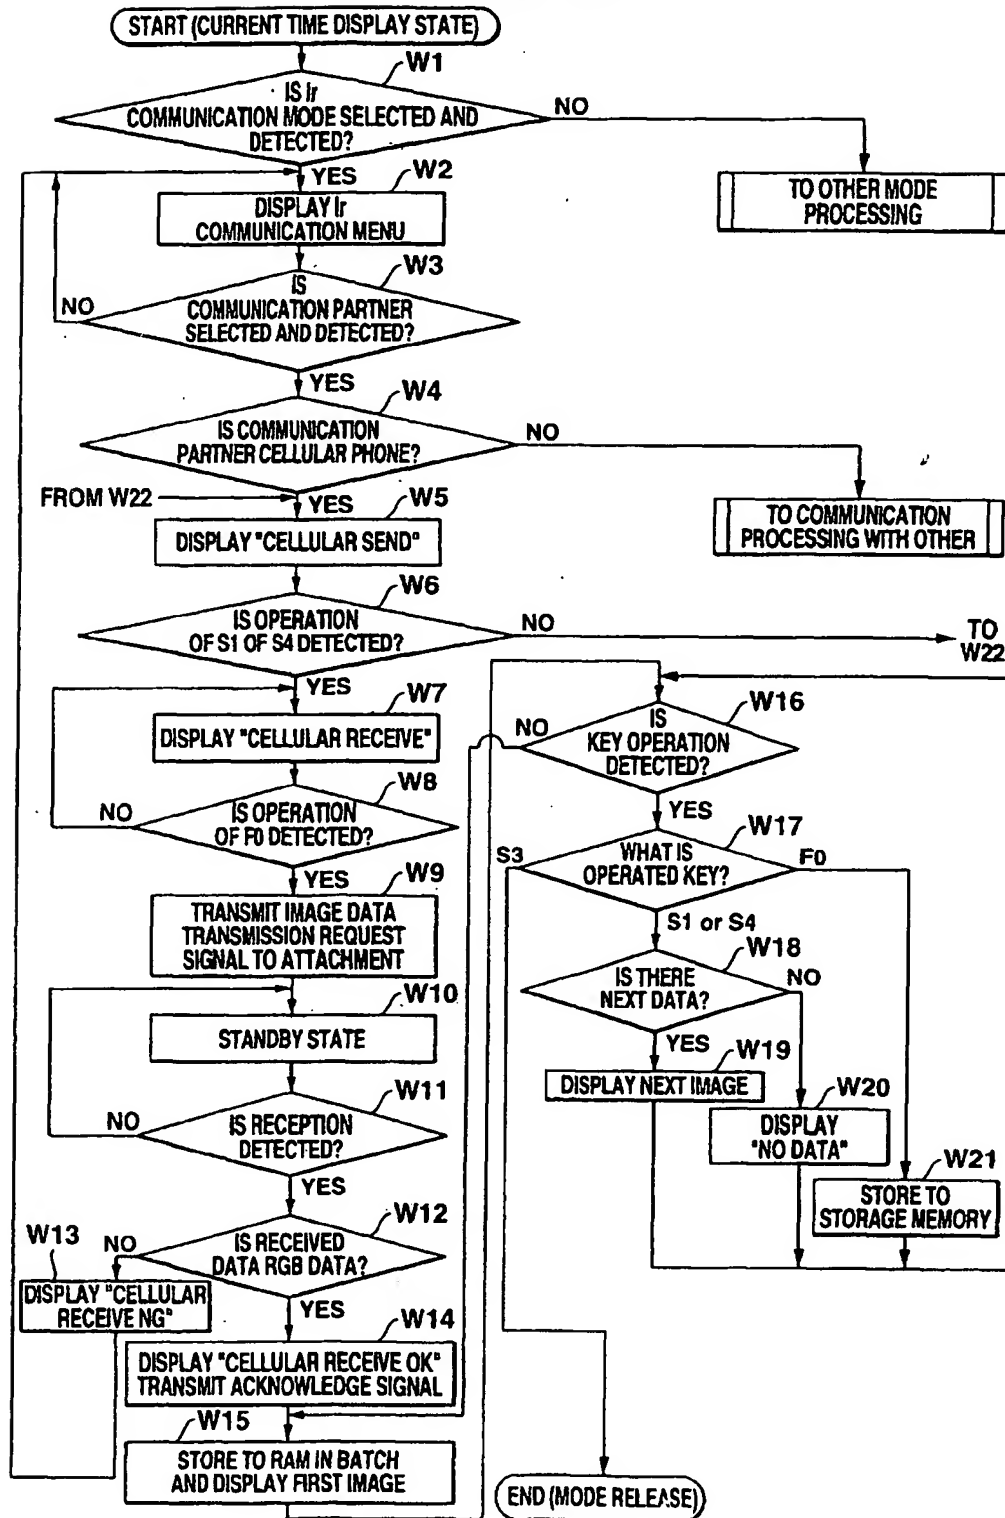 START (CURRENT TIME DISPLAY STATE)
W1
IS Ir
COMMUNICATION MODE SELECTED AND
DETECTED?
NO
YES
TO OTHER MODE
PROCESSING
W2
DISPLAY Ir
COMMUNICATION MENU
W3
IS
COMMUNICATION PARTNER
SELECTED AND DETECTED?
NO
YES
W4
IS COMMUNICATION
PARTNER CELLULAR PHONE?
NO
YES
TO COMMUNICATION
PROCESSING WITH OTHER
FROM W22
W5
DISPLAY "CELLULAR SEND"
W6
IS OPERATION
OF S1 OF S4 DETECTED?
NO
TO
W22
YES
W7
DISPLAY "CELLULAR RECEIVE"
W8
IS OPERATION
OF F0 DETECTED?
NO
YES
W9
TRANSMIT IMAGE DATA
TRANSMISSION REQUEST
SIGNAL TO ATTACHMENT
W10
STANDBY STATE
W11
IS RECEPTION
DETECTED?
NO
YES
W12
IS RECEIVED
DATA RGB DATA?
NO
YES
W13
DISPLAY "CELLULAR
RECEIVE NG"
W14
DISPLAY "CELLULAR RECEIVE OK"
TRANSMIT ACKNOWLEDGE SIGNAL
W15
STORE TO RAM IN BATCH
AND DISPLAY FIRST IMAGE
W16
IS
KEY OPERATION
DETECTED?
NO
YES
W17
WHAT IS
OPERATED KEY?
S3
F0
S1 or S4
W18
IS THERE
NEXT DATA?
NO
YES
W19
DISPLAY NEXT IMAGE
W20
DISPLAY
"NO DATA"
W21
STORE TO
STORAGE MEMORY
END (MODE RELEASE)